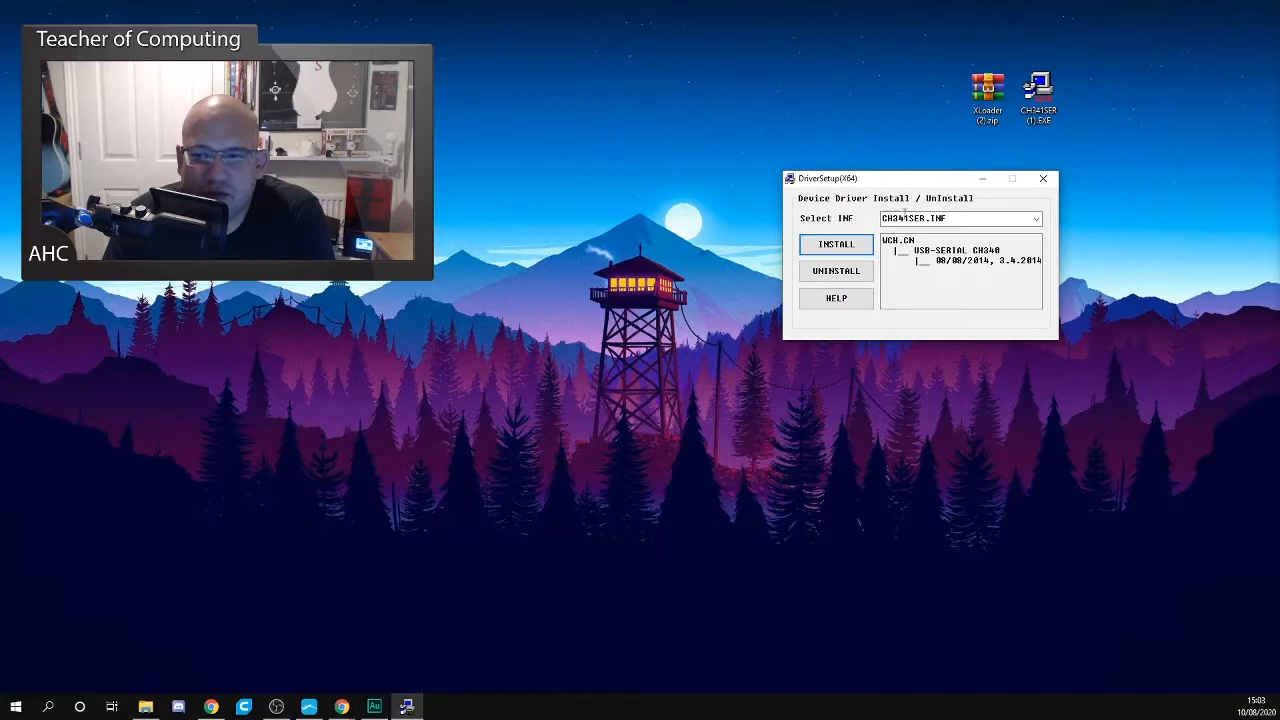 Teacher of Computing
AHC
XLoader
(2).zip
CH341SER
(1).EXE
DriverSetup(X64)
Device Driver Install / UnInstall
Select INF
CH341SER.INF
INSTALL
UNINSTALL
HELP
WCH.CN
|__ USB-SERIAL CH340
|__ 08/08/2014, 3.4.2014
Au
15:03
10/08/2020